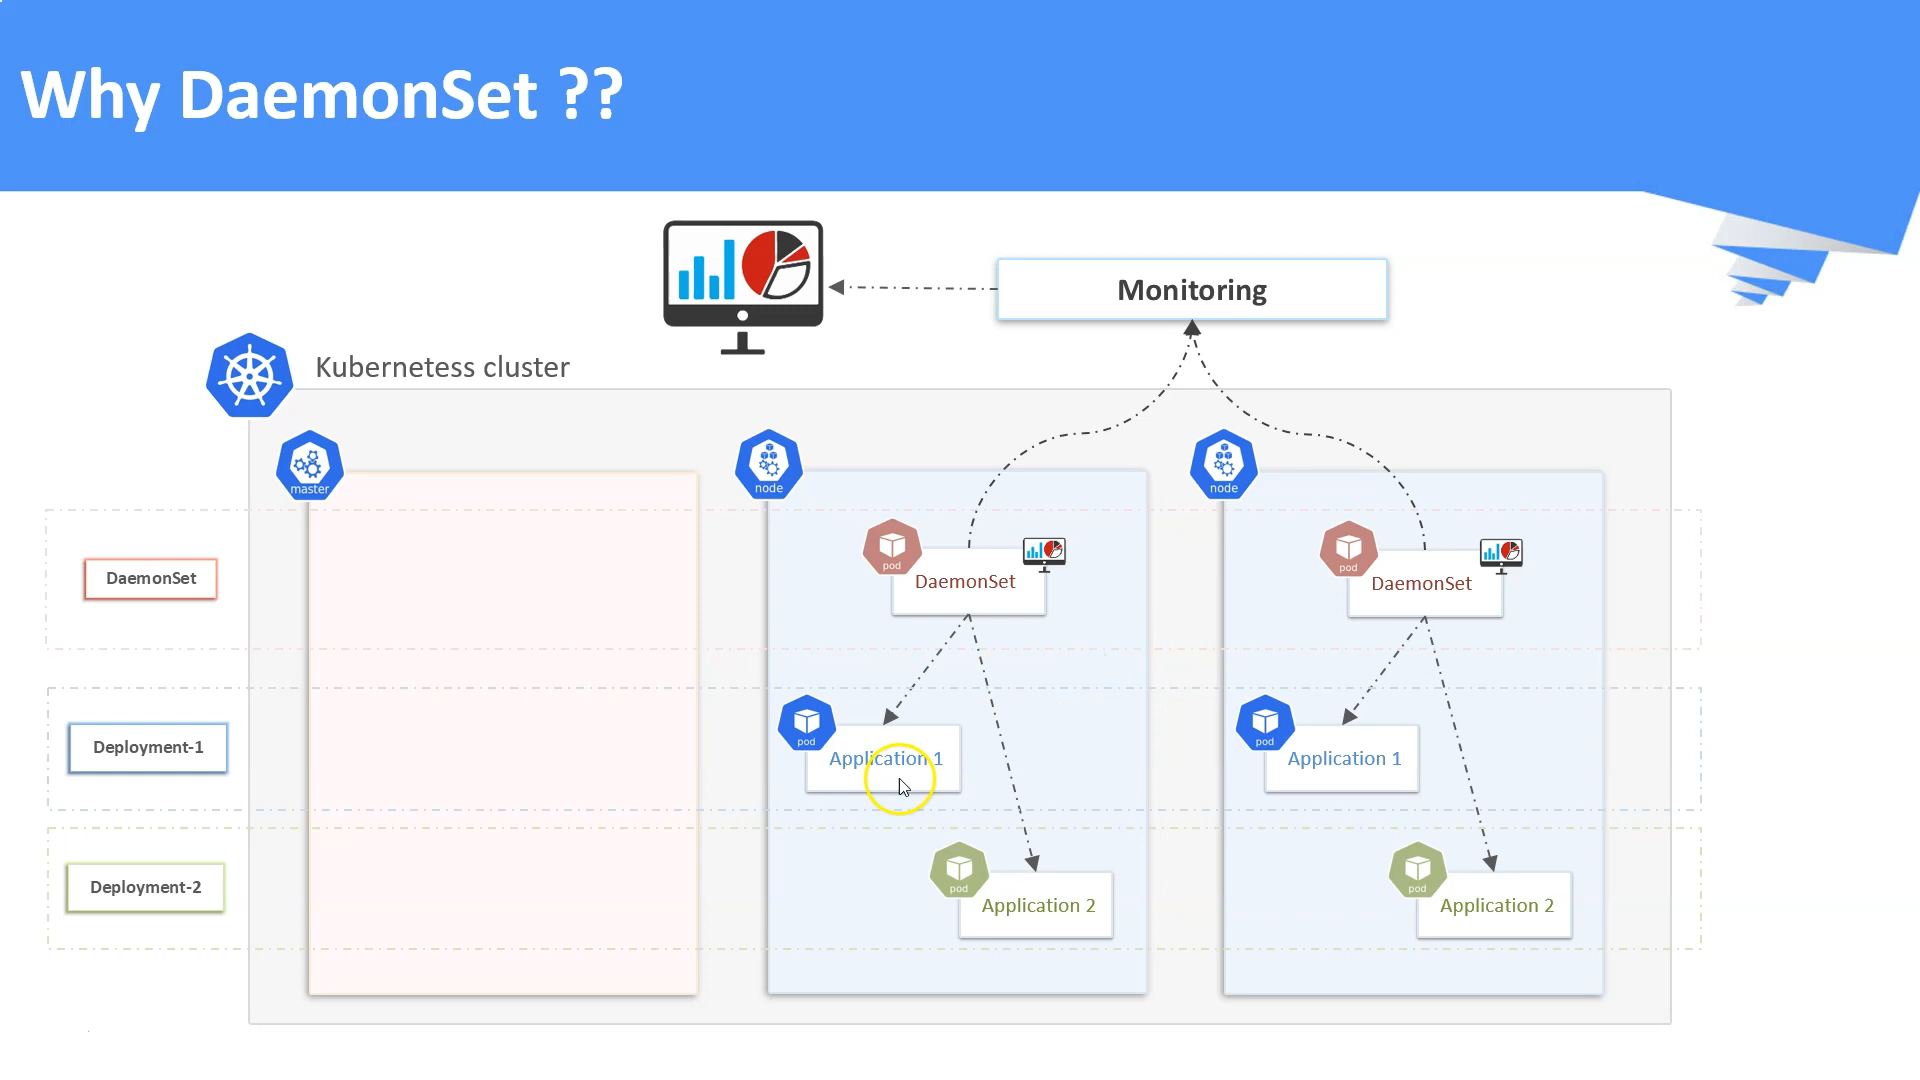 Why DaemonSet ??
Monitoring
Kubernetess cluster
master
node
node
DaemonSet
pod
DaemonSet
pod
DaemonSet
Deployment-1
pod
Application 1
pod
Application 1
Deployment-2
pod
Application 2
pod
Application 2